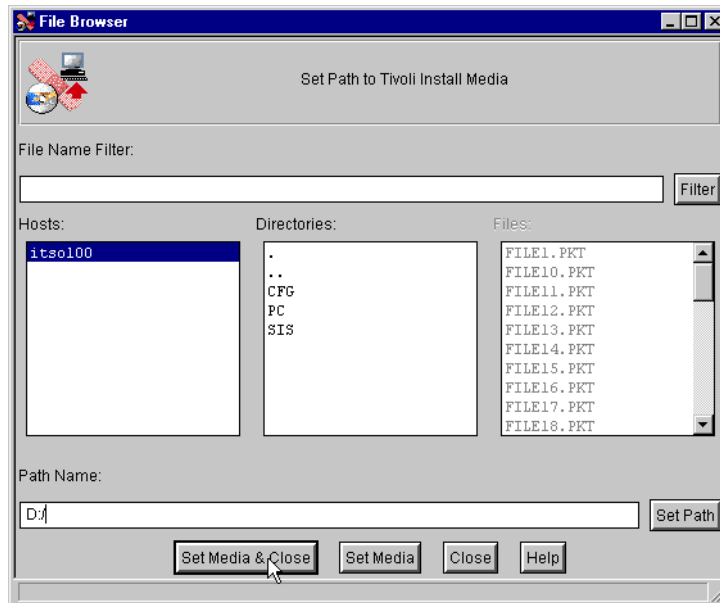 File Browser
Set Path to Tivoli Install Media
File Name Filter:
Filter
Hosts:
Directories:
Files:
itsol00
.
..
CFG
PC
SIS
FILE1.PKT
FILE10.PKT
FILE11.PKT
FILE12.PKT
FILE13.PKT
FILE14.PKT
FILE15.PKT
FILE16.PKT
FILE17.PKT
FILE18.PKT
Path Name:
D:/
Set Path
Set Media & Close
Set Media
Close
Help